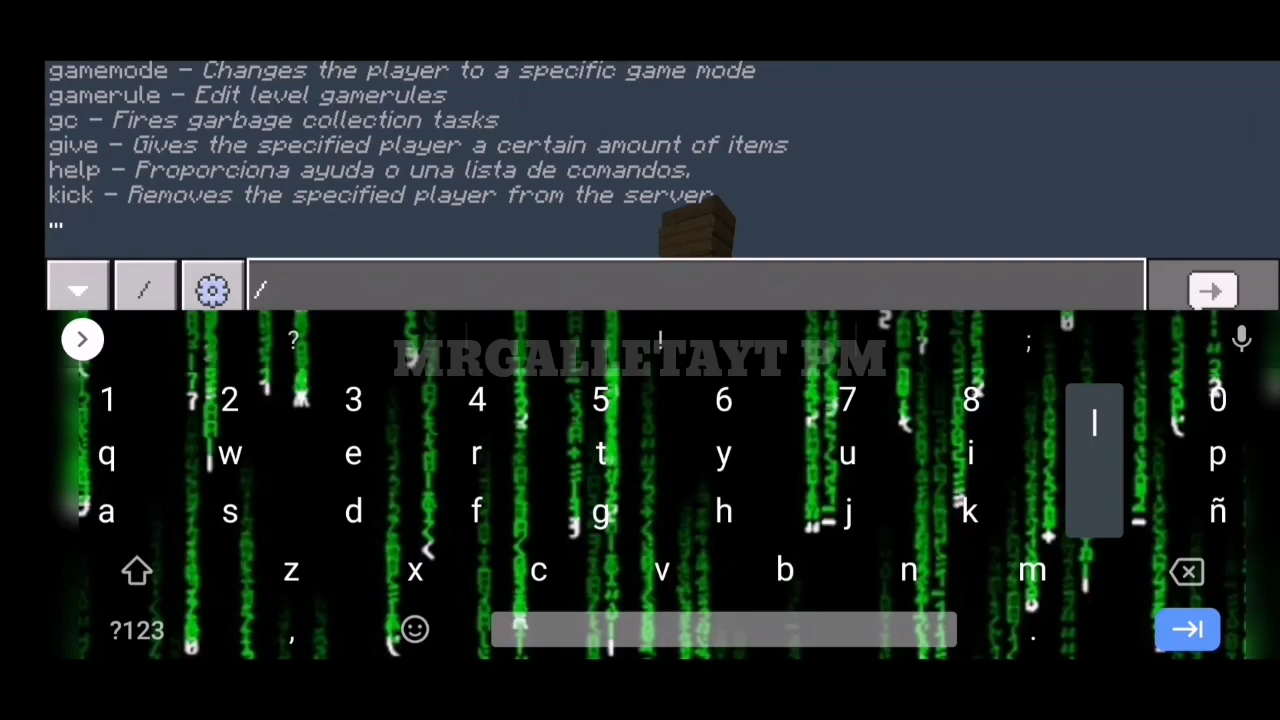 gamemode - Changes the player to a specific game mode
gamerule - Edit level gamerules
gc - Fires garbage collection tasks
give - Gives the specified player a certain amount of items
help - Proporciona ayuda o una lista de comandos.
kick - Removes the specified player from the server
'''
/ /
? ! ;
MRGALLETAYT PM
1 2 3 4 5 6 7 8 l 0
q w e r t y u i p
a s d f g h j k ñ
z x c v b n m
?123 , .